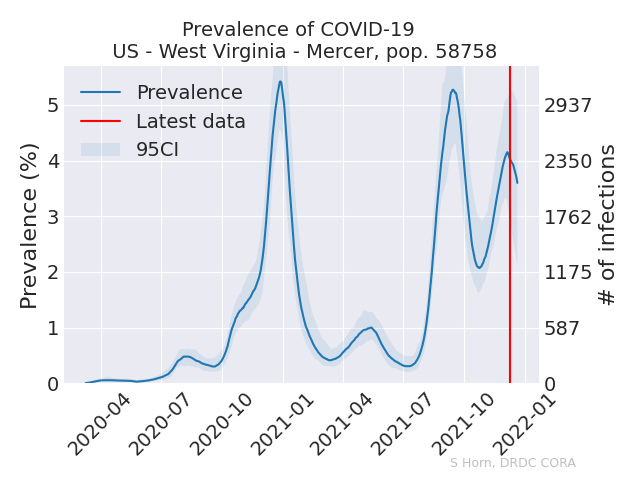 Prevalence of COVID-19
US - West Virginia - Mercer, pop. 58758
Prevalence
Latest data
95CI
Prevalence (%)
5
4
3
2
1
0
2937
2350
1762
1175
587
0
# of infections
2020-04
2020-07
2020-10
2021-01
2021-04
2021-07
2021-10
2022-01
S Horn, DRDC CORA